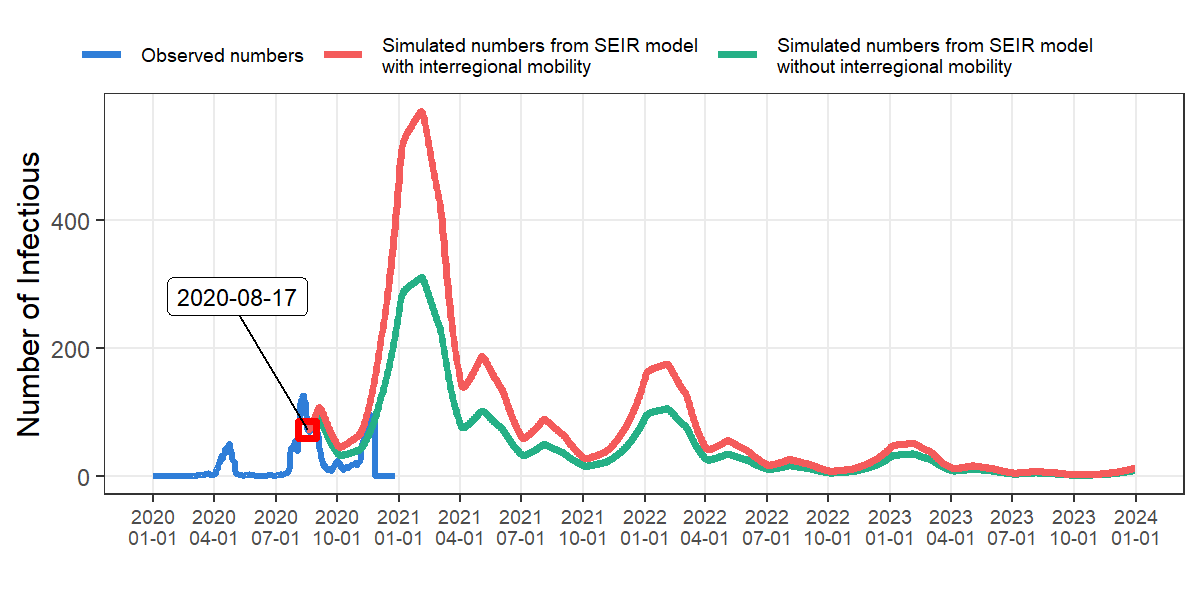 Observed numbers
Simulated numbers from SEIR model
with interregional mobility
Simulated numbers from SEIR model
without interregional mobility
Number of Infectious
400
200
0
2020-08-17
2020 2020 2020 2020 2021 2021 2021 2021 2022 2022 2022 2022 2023 2023 2023 2023 2024
01-01 04-01 07-01 10-01 01-01 04-01 07-01 10-01 01-01 04-01 07-01 10-01 01-01 04-01 07-01 10-01 01-01